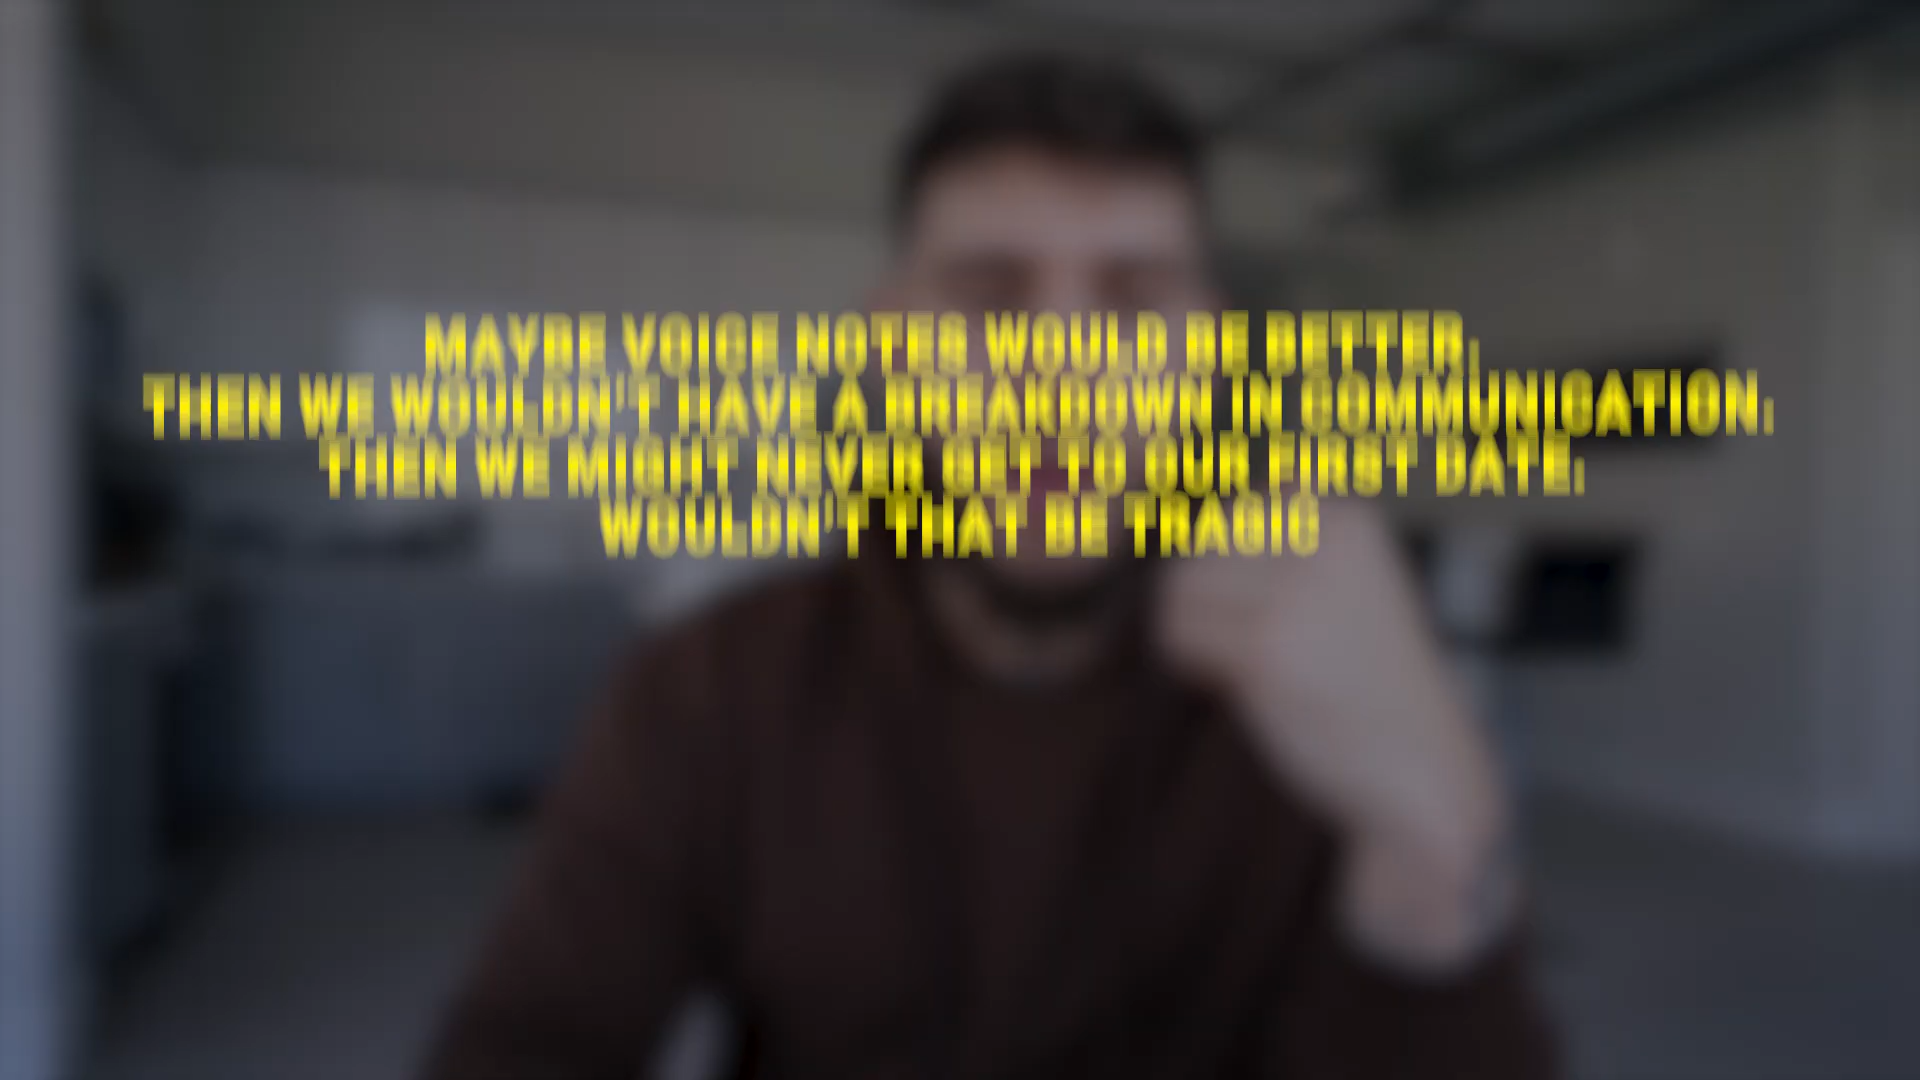 MAYBE VOICE NOTES WOULD BE BETTER.
THEN WE WOULDN'T HAVE A BREAKDOWN IN COMMUNICATION.
THEN WE MIGHT NEVER GET TO OUR FIRST DATE.
WOULDN'T THAT BE TRAGIC